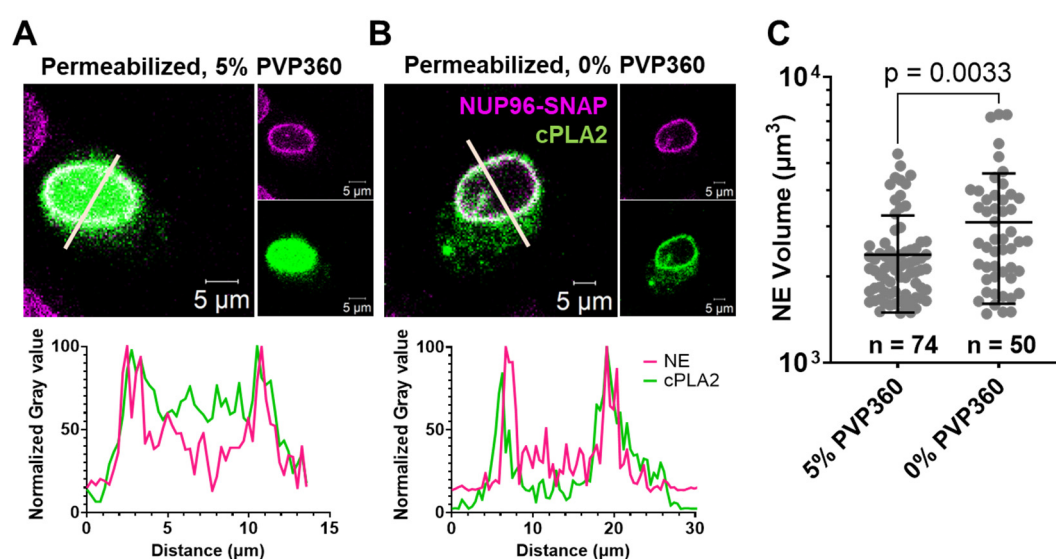 A
B
C
Permeabilized, 5% PVP360
Permeabilized, 0% PVP360
NUP96-SNAP
cPLA2
5 µm
5 µm
5 µm
5 µm
5 µm
5 µm
Normalized Gray value
100
50
0
0
5
10
15
Distance (µm)
Normalized Gray value
100
50
0
0
10
20
30
Distance (µm)
NE
cPLA2
NE Volume (µm³)
10⁴
10³
p = 0.0033
n = 74
n = 50
5% PVP360
0% PVP360